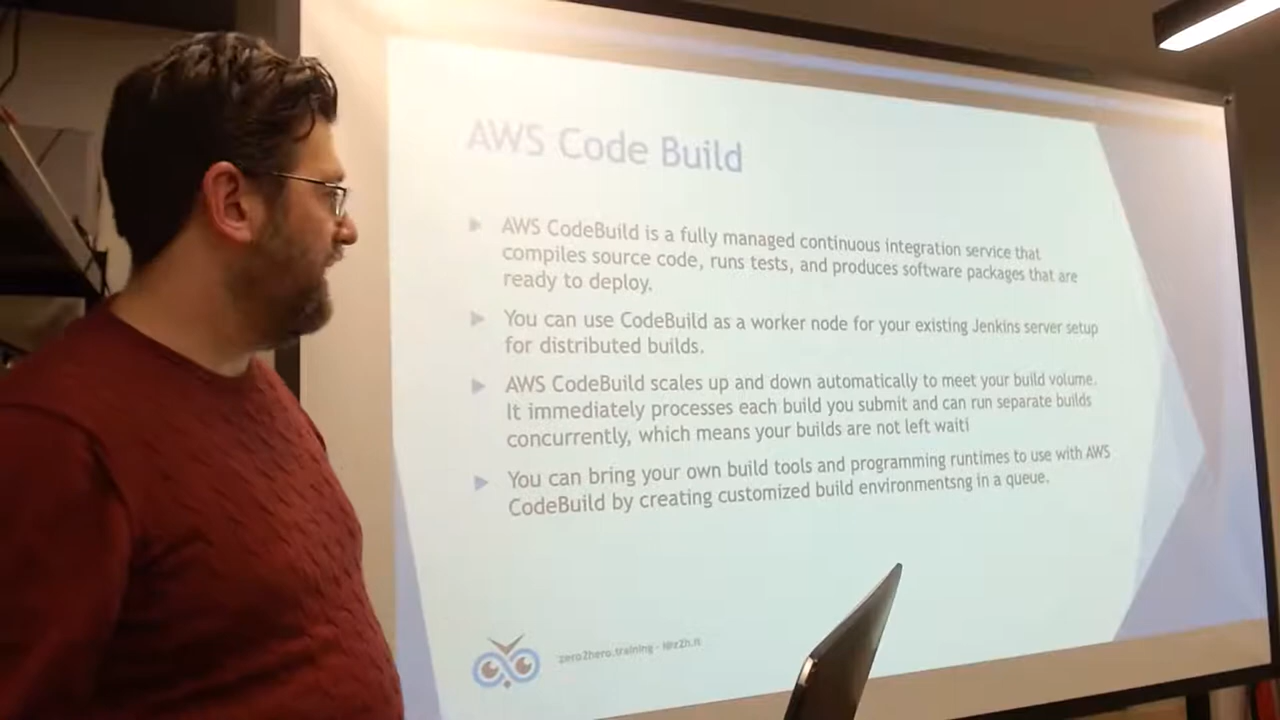 AWS Code Build
AWS CodeBuild is a fully managed continuous integration service that
compiles source code, runs tests, and produces software packages that are
ready to deploy.
You can use CodeBuild as a worker node for your existing Jenkins server setup
for distributed builds.
AWS CodeBuild scales up and down automatically to meet your build volume.
It immediately processes each build you submit and can run separate builds
concurrently, which means your builds are not left waiti
You can bring your own build tools and programming runtimes to use with AWS
CodeBuild by creating customized build environmentsng in a queue.
zero2hero.training -